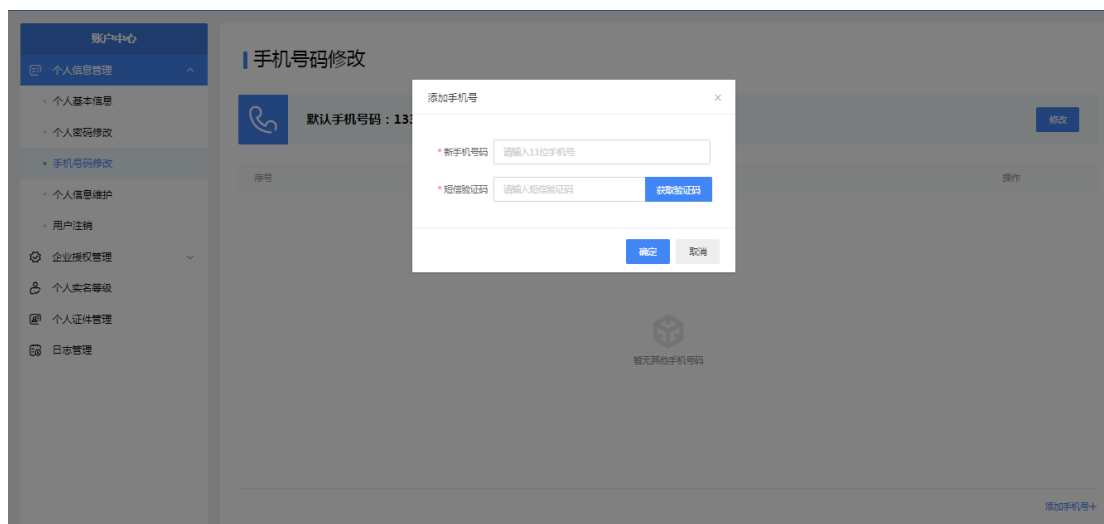 账户中心
个人信息管理
个人基本信息
个人密码修改
手机号码修改
个人信息维护
用户注销
企业授权管理
个人实名等级
个人证件管理
日志管理
手机号码修改
默认手机号码：133
修改
序号
操作
添加手机号
×
* 新手机号码 请输入11位手机号
* 短信验证码 请输入短信验证码 获取验证码
确定 取消
暂无其他手机号码
添加手机号+